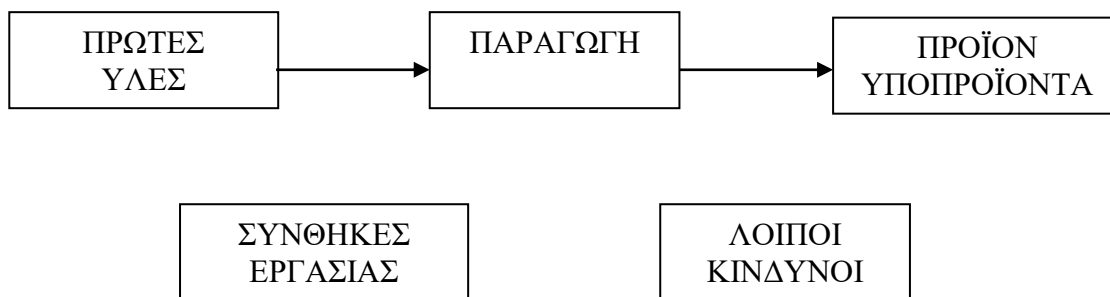 ΠΡΩΤΕΣ
ΥΛΕΣ
ΠΑΡΑΓΩΓΗ
ΠΡΟΪΟΝ
ΥΠΟΠΡΟΪΟΝΤΑ
ΣΥΝΘΗΚΕΣ
ΕΡΓΑΣΙΑΣ
ΛΟΙΠΟΙ
ΚΙΝΔΥΝΟΙ